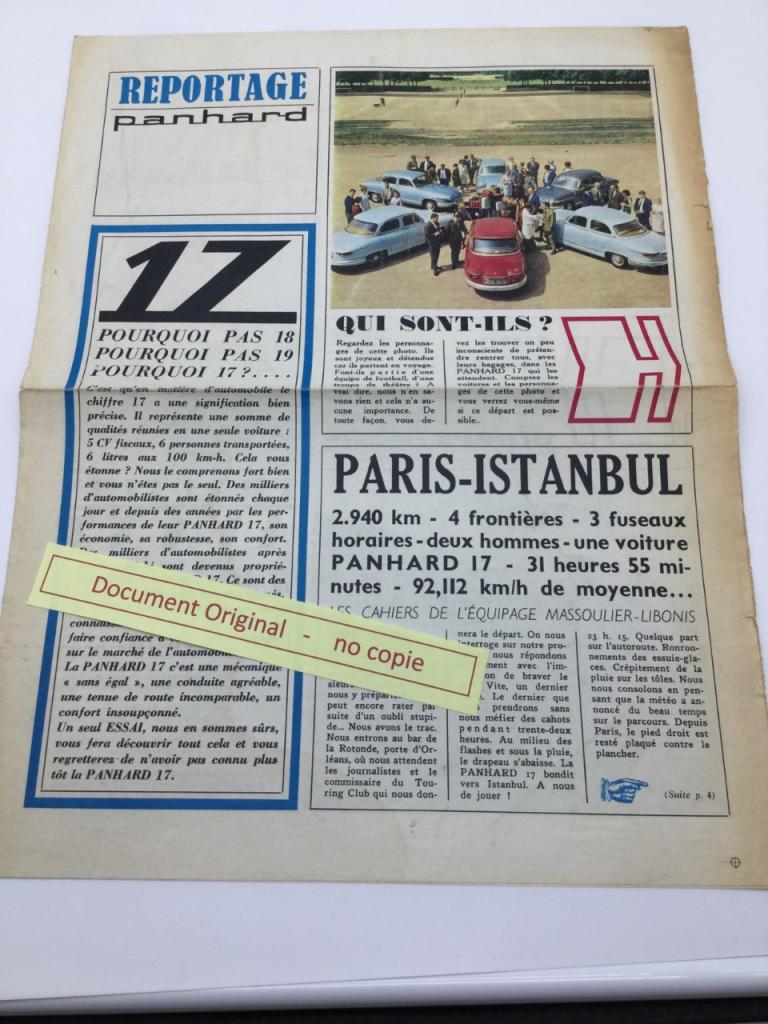 REPORTAGE
panhard
17
POURQUOI PAS 18
POURQUOI PAS 19
POURQUOI 17 ?....
C'est qu'en matière d'automobile le
chiffre 17 a une signification bien
précise. Il représente une somme de
qualités réunies en une seule voiture :
5 CV fiscaux, 6 personnes transportées,
6 litres aux 100 km-h. Cela vous
étonne ? Nous le comprenons fort bien
et vous n'êtes pas le seul. Des milliers
d'automobilistes sont étonnés chaque
jour et depuis des années par les per-
formances de leur PANHARD 17, son
économie, sa robustesse, son confort.
Des milliers d'automobilistes après
sont devenus proprié-
17. Ce sont des
faire confiance à
sur le marché de l'automobile
La PANHARD 17 c'est une mécanique
« sans égal », une conduite agréable,
une tenue de route incomparable, un
confort insoupçonné.
Un seul ESSAI, nous en sommes sûrs,
vous fera découvrir tout cela et vous
regretterez de n'avoir pas connu plus
tôt la PANHARD 17.
QUI SONT-ILS ?
Regardez les personna-
ges de cette photo. Ils
sont joyeux et détendus
car ils partent en voyage.
Font-ils partie d'une
équipe de football, d'une
troupe de théâtre ? A
vrai dire, nous n'en sa-
vons rien et cela n'a au-
cune importance. De
toute façon, vous de-
vez les trouver un peu
inconscients de préten-
dre rentrer tous, avec
leurs bagages, dans les
PANHARD 17 qui les
attendent. Comptez les
voitures et les personna-
ges de cette photo et
vous verrez vous-même
si ce départ est pos-
sible..
PARIS-ISTANBUL
2.940 km - 4 frontières - 3 fuseaux
horaires - deux hommes - une voiture
PANHARD 17 - 31 heures 55 mi-
nutes - 92,112 km/h de moyenne...
LES CAHIERS DE L'ÉQUIPAGE MASSOULIER-LIBONIS
nous y préparer
peut encore rater par
suite d'un oubli stupi-
de... Nous avons le trac.
Nous entrons au bar de
la Rotonde, porte d'Or-
léans, où nous attendent
les journalistes et le
commissaire du Tou-
ring Club qui nous don-
nera le départ. On nous
interroge sur notre pro-
nous répondons
ment avec l'im-
on de braver le
Vite, un dernier
Le dernier que
prendrons sans
nous méfier des cahots
pendant trente-deux
heures. Au milieu des
flashes et sous la pluie,
le drapeau s'abaisse. La
PANHARD 17 bondit
vers Istanbul. A nous
de jouer !
23 h. 15. Quelque part
sur l'autoroute. Ronron-
nements des essuie-gla-
ces. Crépitement de la
pluie sur les tôles. Nous
nous consolons en pen-
sant que la météo a an-
noncé du beau temps
sur le parcours. Depuis
Paris, le pied droit est
resté plaqué contre le
plancher.
(Suite p. 4)
Document Original - no copie